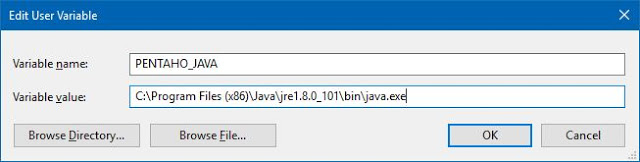 Edit User Variable
Variable name: PENTAHO_JAVA
Variable value: C:\Program Files (x86)\Java\jre1.8.0_101\bin\java.exe
Browse Directory... Browse File... OK Cancel